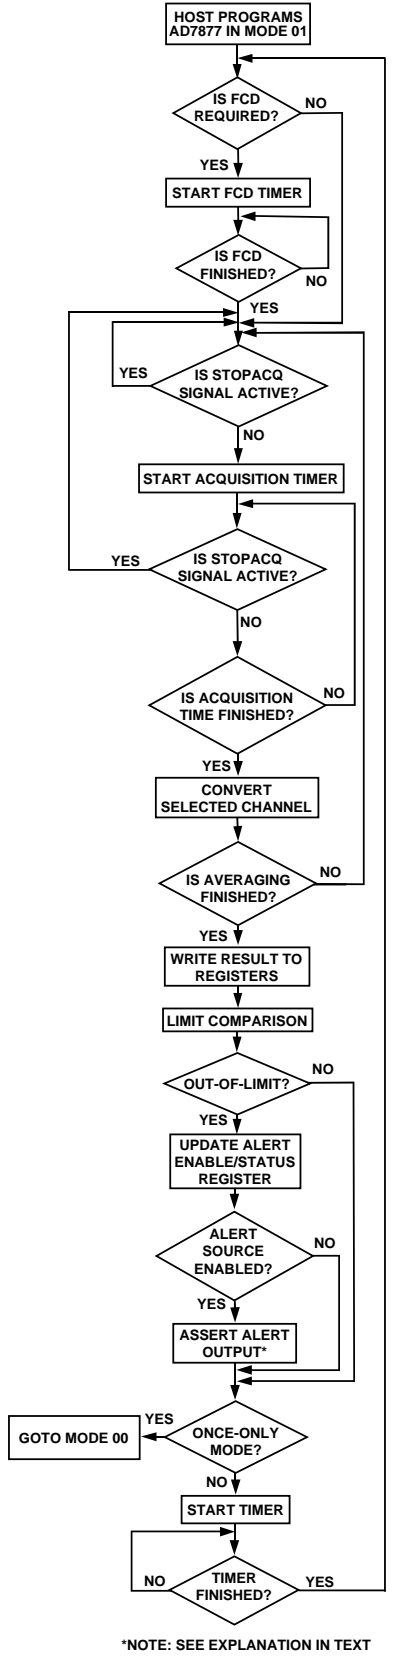 HOST PROGRAMS
AD7877 IN MODE 01
IS FCD
REQUIRED?
NO
YES
START FCD TIMER
IS FCD
FINISHED?
NO
YES
IS STOPACQ
SIGNAL ACTIVE?
YES
NO
START ACQUISITION TIMER
IS STOPACQ
SIGNAL ACTIVE?
YES
NO
IS ACQUISITION
TIME FINISHED?
NO
YES
CONVERT
SELECTED CHANNEL
IS AVERAGING
FINISHED?
NO
YES
WRITE RESULT TO
REGISTERS
LIMIT COMPARISON
OUT-OF-LIMIT?
NO
YES
UPDATE ALERT
ENABLE/STATUS
REGISTER
ALERT
SOURCE
ENABLED?
NO
YES
ASSERT ALERT
OUTPUT*
ONCE-ONLY
MODE?
YES
GOTO MODE 00
NO
START TIMER
TIMER
FINISHED?
NO
YES
*NOTE: SEE EXPLANATION IN TEXT